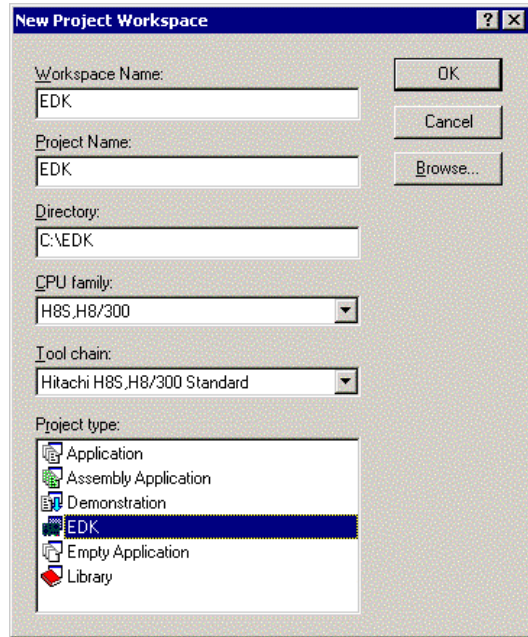 New Project Workspace
Workspace Name:
OK
EDK
Cancel
Project Name:
EDK
Browse...
Directory:
C:\EDK
CPU family:
H8S,H8/300
Tool chain:
Hitachi H8S,H8/300 Standard
Project type:
Application
Assembly Application
Demonstration
EDK
Empty Application
Library